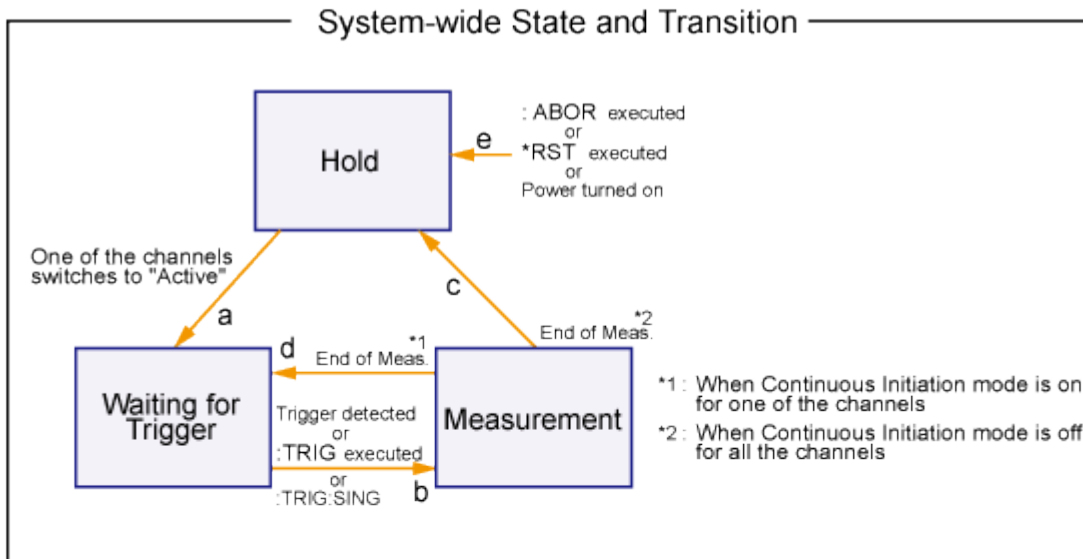 System-wide State and Transition
: ABOR executed
or
*RST executed
or
Power turned on
e
Hold
One of the channels
switches to "Active"
a
c
*2
End of Meas.
*1
End of Meas.
d
Waiting for
Trigger
Trigger detected
or
:TRIG executed
or
:TRIG:SING
b
Measurement
*1 : When Continuous Initiation mode is on
for one of the channels
*2 : When Continuous Initiation mode is off
for all the channels